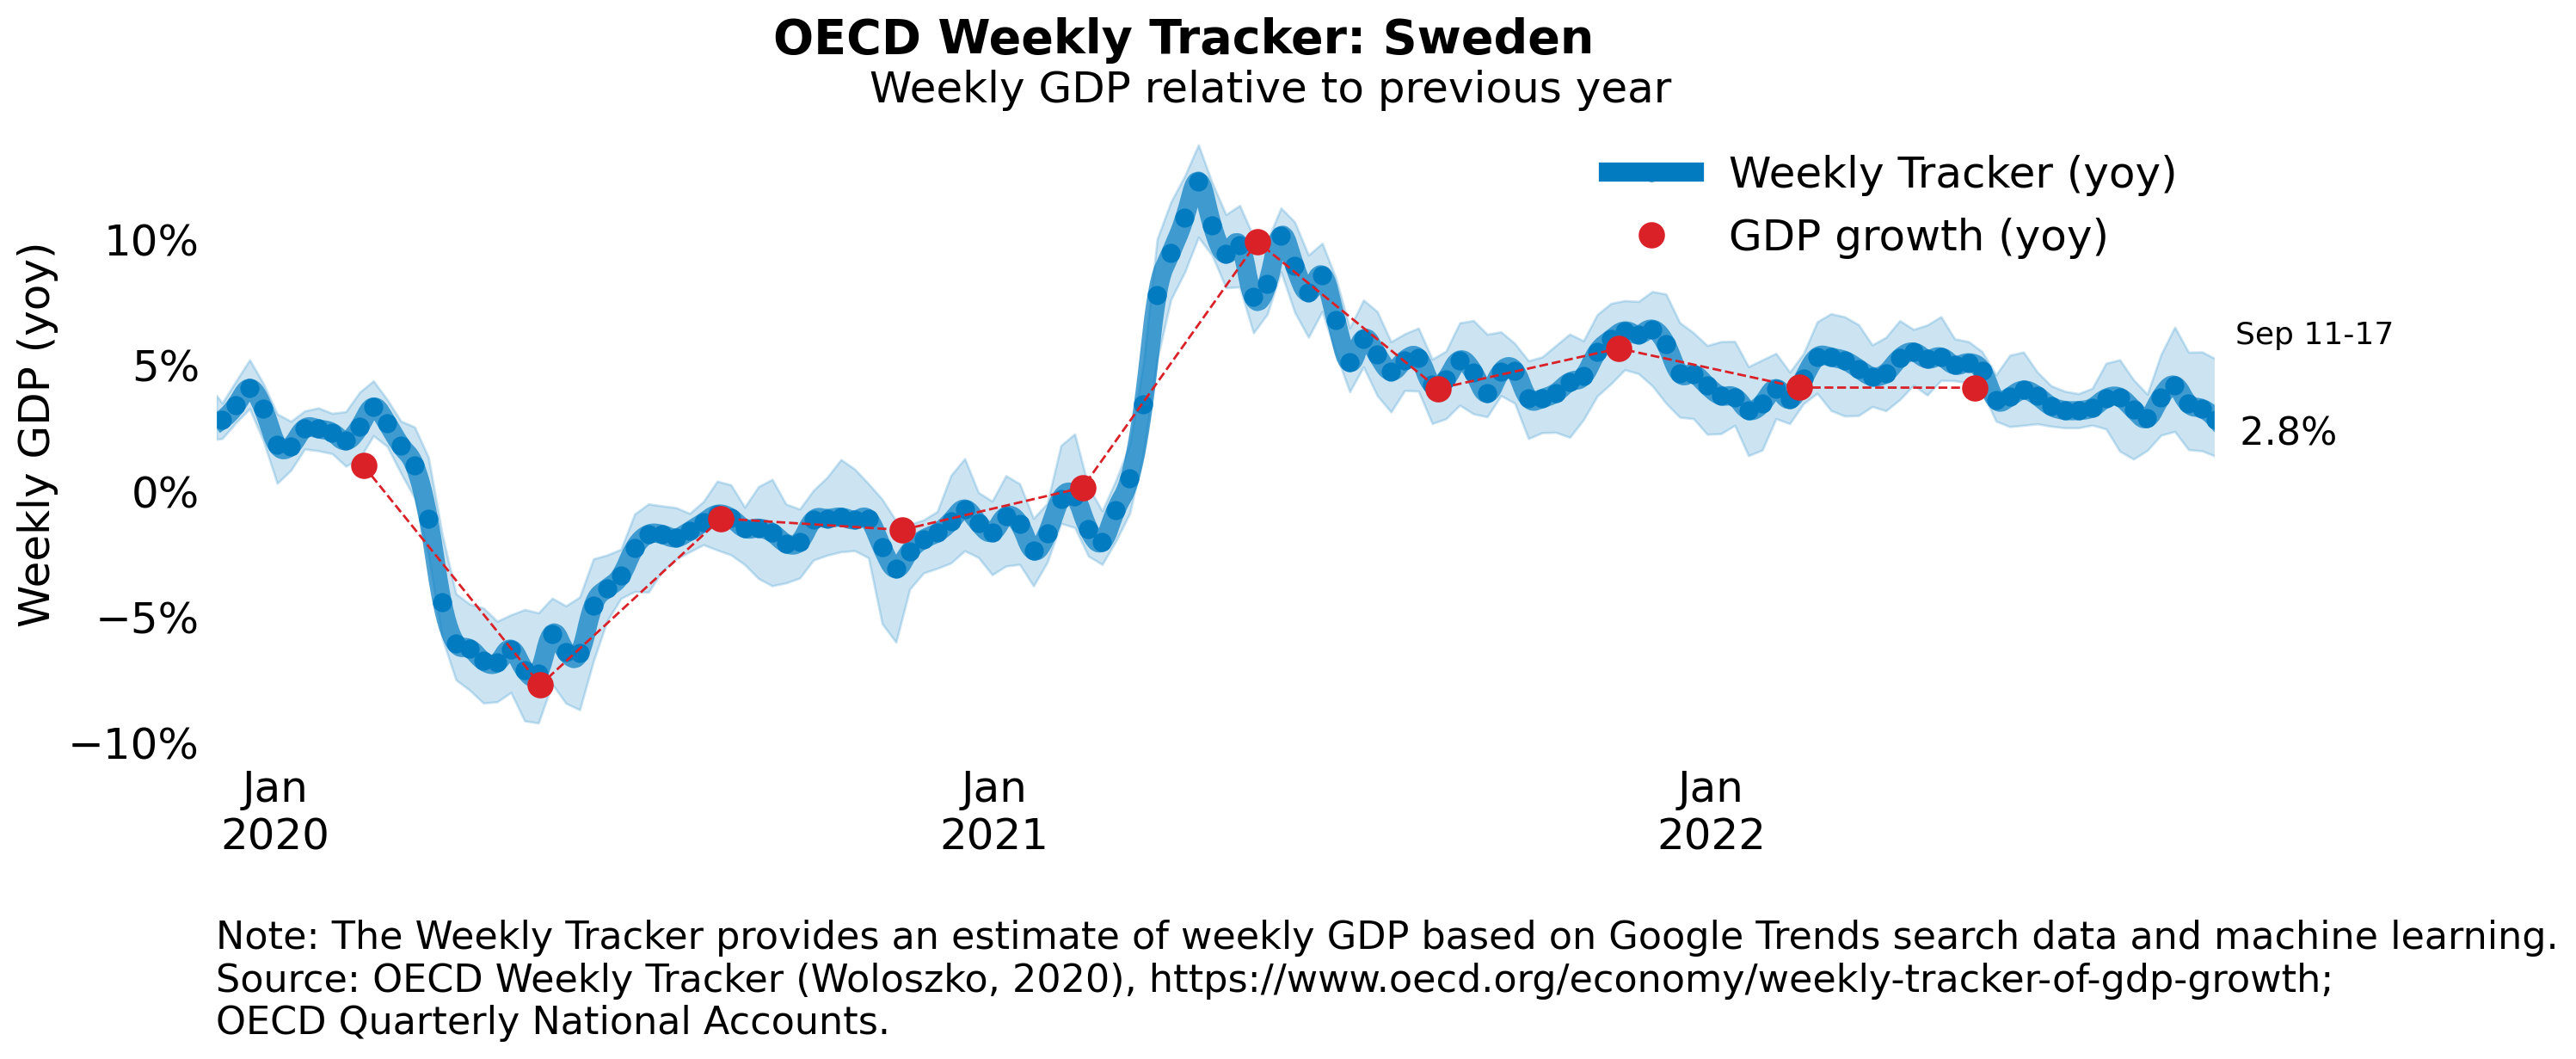 OECD Weekly Tracker: Sweden
Weekly GDP relative to previous year
Weekly Tracker (yoy)
GDP growth (yoy)
Weekly GDP (yoy)
10%
5%
0%
−5%
−10%
Sep 11-17
2.8%
Jan
2020
Jan
2021
Jan
2022
Note: The Weekly Tracker provides an estimate of weekly GDP based on Google Trends search data and machine learning.
Source: OECD Weekly Tracker (Woloszko, 2020), https://www.oecd.org/economy/weekly-tracker-of-gdp-growth;
OECD Quarterly National Accounts.